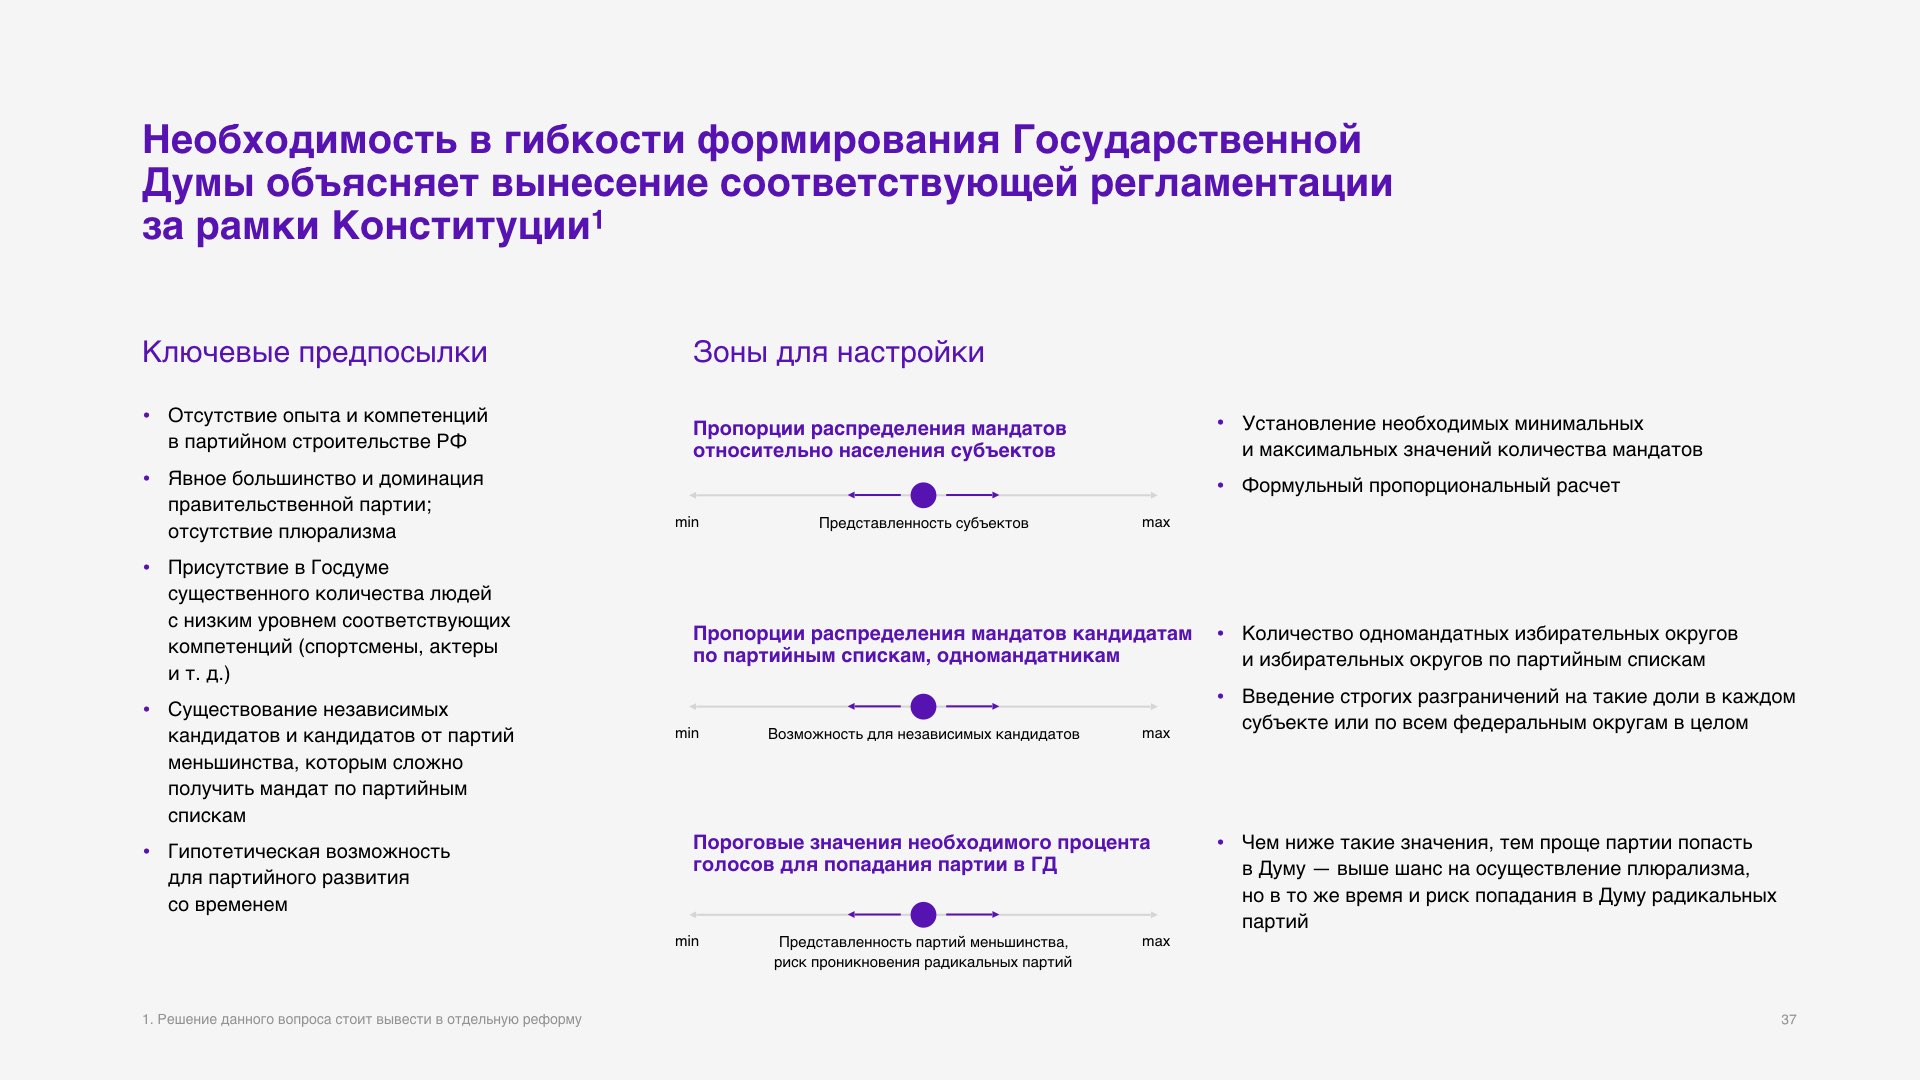 Необходимость в гибкости формирования Государственной
Думы объясняет вынесение соответствующей регламентации
за рамки Конституции¹
Ключевые предпосылки
• Отсутствие опыта и компетенций
в партийном строительстве РФ
• Явное большинство и доминация
правительственной партии;
отсутствие плюрализма
• Присутствие в Госдуме
существенного количества людей
с низким уровнем соответствующих
компетенций (спортсмены, актеры
и т. д.)
• Существование независимых
кандидатов и кандидатов от партий
меньшинства, которым сложно
получить мандат по партийным
спискам
• Гипотетическая возможность
для партийного развития
со временем
Зоны для настройки
Пропорции распределения мандатов
относительно населения субъектов
min Представленность субъектов max
• Установление необходимых минимальных
и максимальных значений количества мандатов
• Формульный пропорциональный расчет
Пропорции распределения мандатов кандидатам
по партийным спискам, одномандатникам
min Возможность для независимых кандидатов max
• Количество одномандатных избирательных округов
и избирательных округов по партийным спискам
• Введение строгих разграничений на такие доли в каждом
субъекте или по всем федеральным округам в целом
Пороговые значения необходимого процента
голосов для попадания партии в ГД
min Представленность партий меньшинства, max
риск проникновения радикальных партий
• Чем ниже такие значения, тем проще партии попасть
в Думу — выше шанс на осуществление плюрализма,
но в то же время и риск попадания в Думу радикальных
партий
1. Решение данного вопроса стоит вывести в отдельную реформу
37